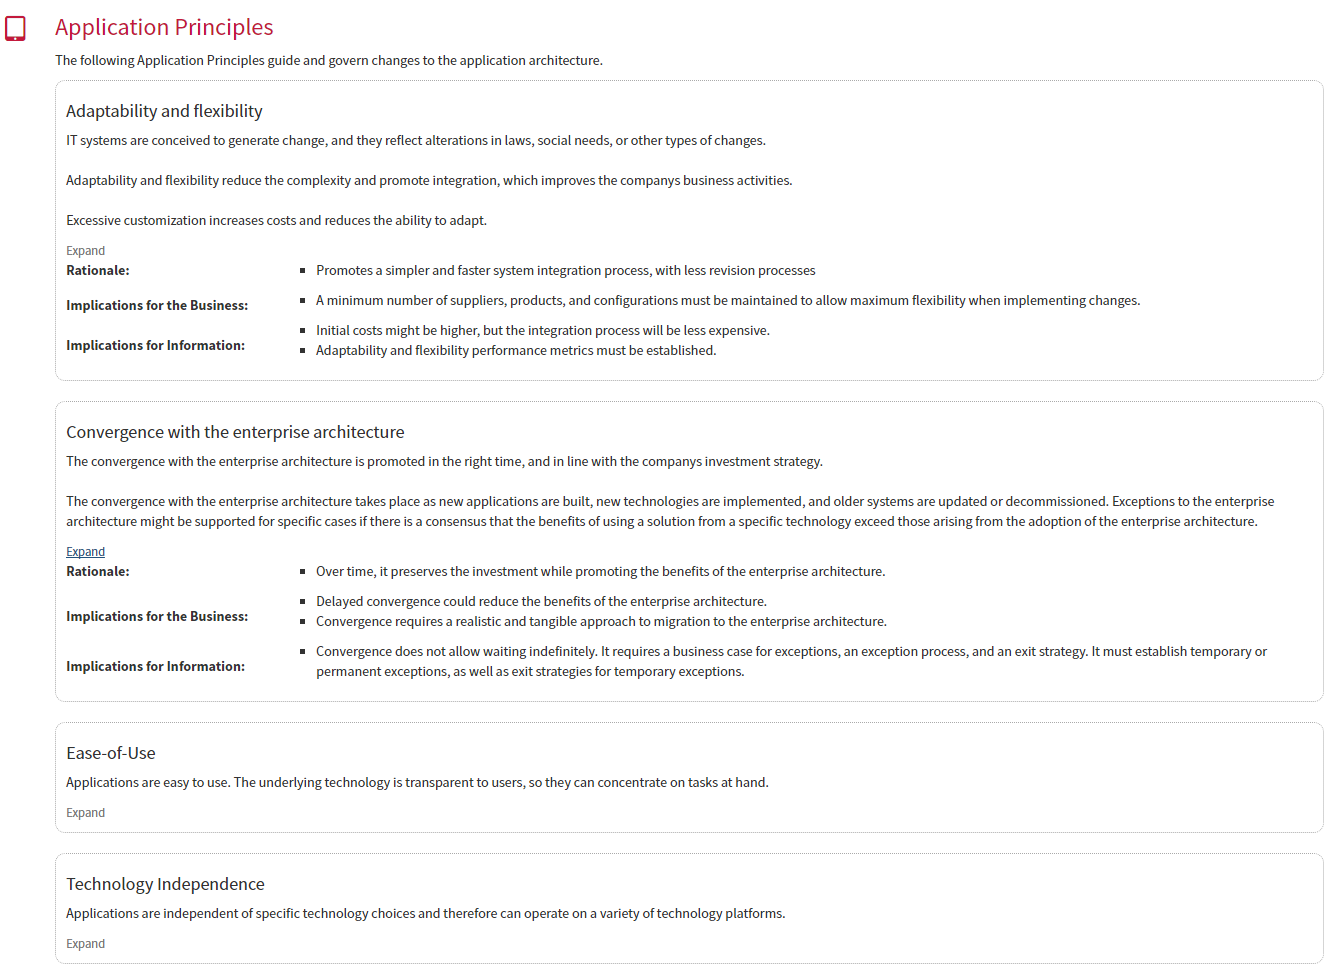 Application Principles
The following Application Principles guide and govern changes to the application architecture.
Adaptability and flexibility
IT systems are conceived to generate change, and they reflect alterations in laws, social needs, or other types of changes.
Adaptability and flexibility reduce the complexity and promote integration, which improves the companys business activities.
Excessive customization increases costs and reduces the ability to adapt.
Expand
Rationale:
Promotes a simpler and faster system integration process, with less revision processes
Implications for the Business:
A minimum number of suppliers, products, and configurations must be maintained to allow maximum flexibility when implementing changes.
Implications for Information:
Initial costs might be higher, but the integration process will be less expensive.
Adaptability and flexibility performance metrics must be established.
Convergence with the enterprise architecture
The convergence with the enterprise architecture is promoted in the right time, and in line with the companys investment strategy.
The convergence with the enterprise architecture takes place as new applications are built, new technologies are implemented, and older systems are updated or decommissioned. Exceptions to the enterprise
architecture might be supported for specific cases if there is a consensus that the benefits of using a solution from a specific technology exceed those arising from the adoption of the enterprise architecture.
Expand
Rationale:
Over time, it preserves the investment while promoting the benefits of the enterprise architecture.
Implications for the Business:
Delayed convergence could reduce the benefits of the enterprise architecture.
Convergence requires a realistic and tangible approach to migration to the enterprise architecture.
Implications for Information:
Convergence does not allow waiting indefinitely. It requires a business case for exceptions, an exception process, and an exit strategy. It must establish temporary or
permanent exceptions, as well as exit strategies for temporary exceptions.
Ease-of-Use
Applications are easy to use. The underlying technology is transparent to users, so they can concentrate on tasks at hand.
Expand
Technology Independence
Applications are independent of specific technology choices and therefore can operate on a variety of technology platforms.
Expand